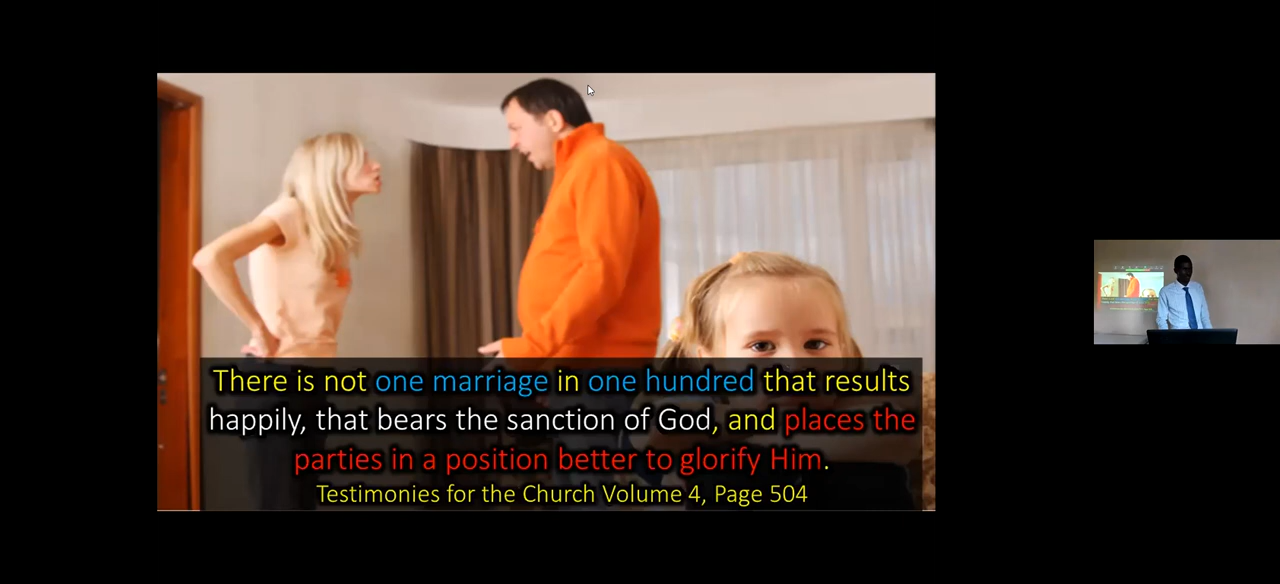 There is not one marriage in one hundred that results
happily, that bears the sanction of God, and places the
parties in a position better to glorify Him.
Testimonies for the Church Volume 4, Page 504